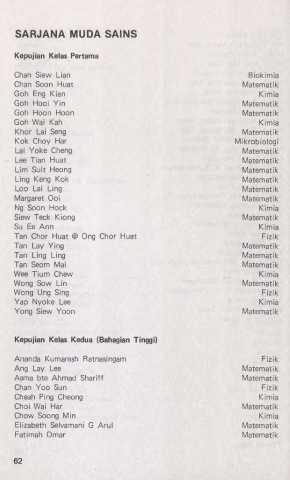 SARJANA MUDA SAINS
Kepujian Kelas Pertama
Chan Siew Lian Biokimia
Chan Soon Huat Matematik
Goh Eng Kian Kimia
Goh Hooi Yin Matematik
Goh Hoon Hoon Matematik
Goh Wai Kah Kimia
Khor Lai Seng Matematik
Kok Choy Har Mikrobiologi
Lai Yoke Cheng Matematik
Lee Tian Huat Matematik
Lim Suit Heong Matematik
Ling Keng Kok Matematik
Loo Lai Ling Matematik
Margaret Ooi Matematik
Ng Soon Hock Kimia
Siew Teck Kiong Matematik
Su Ee Ann Kimia
Tan Chor Huat @ Ong Chor Huat Fizik
Tan Lay Ying Matematik
Tan Ling Ling Matematik
Tan Seom Mai Matematik
Wee Tium Chew Kimia
Wong Sow Lin Matematik
Wong Ung Sing Fizik
Yap Nyoke Lee Kimia
Yong Siew Yoon Matematik
Kepujian Kelas Kedua (Bahagian Tinggi)
Ananda Kumaresh Ratnasingam Fizik
Ang Lay Lee Matematik
Asma bte Ahmad Shariff Matematik
Chan Yoo Sun Fizik
Cheah Ping Cheong Kimia
Choi Wai Har Matematik
Chow Soong Min Kimia
Elizabeth Selvamani G Arul Matematik
Fatimah Omar Matematik
62